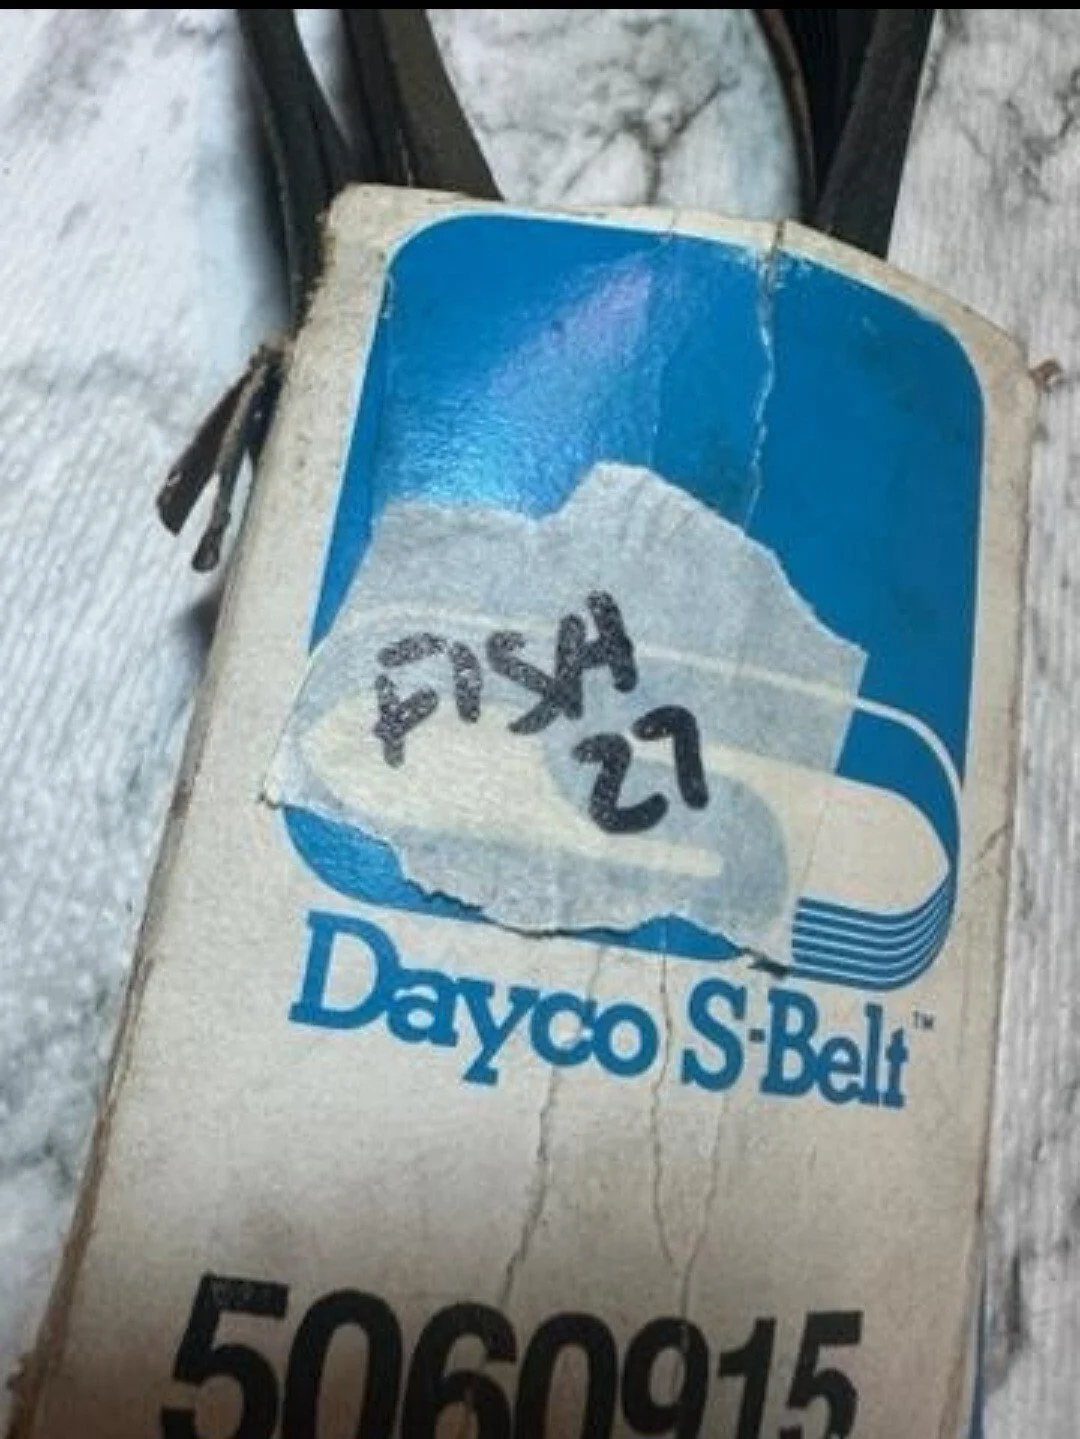 FISH
27
Dayco S-Belt™
5060915